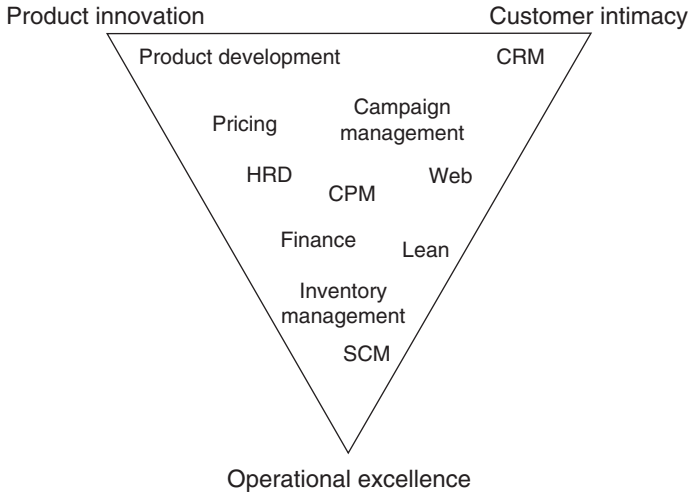 Product innovation
Customer intimacy
Product development
CRM
Campaign
management
Pricing
HRD
Web
CPM
Finance
Lean
Inventory
management
SCM
Operational excellence